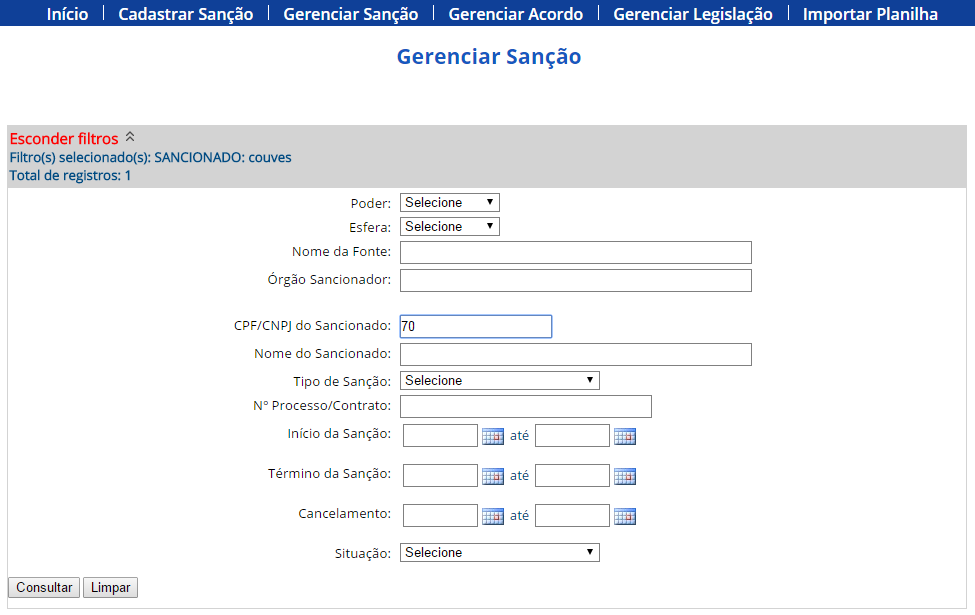 Início Cadastrar Sanção Gerenciar Sanção Gerenciar Acordo Gerenciar Legislação Importar Planilha
Gerenciar Sanção
Esconder filtros
Filtro(s) selecionado(s): SANCIONADO: couves
Total de registros: 1
Poder: Selecione
Esfera: Selecione
Nome da Fonte:
Órgão Sancionador:
CPF/CNPJ do Sancionado: 70
Nome do Sancionado:
Tipo de Sanção: Selecione
Nº Processo/Contrato:
Início da Sanção: até
Término da Sanção: até
Cancelamento: até
Situação: Selecione
Consultar Limpar